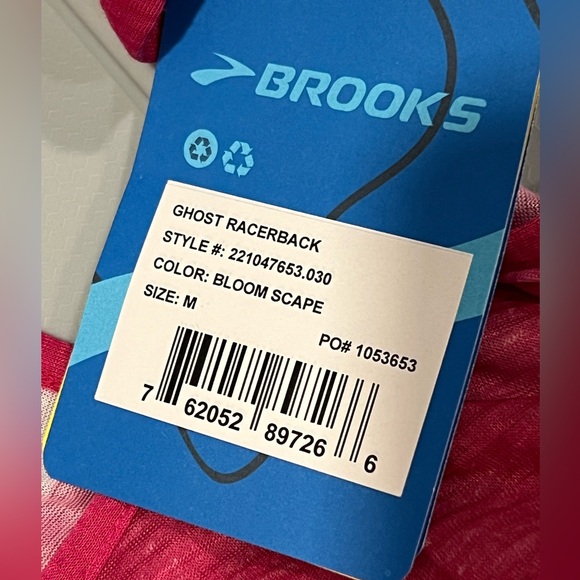 BROOKS
GHOST RACERBACK
STYLE #: 221047653.030
COLOR: BLOOM SCAPE
SIZE: M
PO# 1053653
7 62052 89726 6